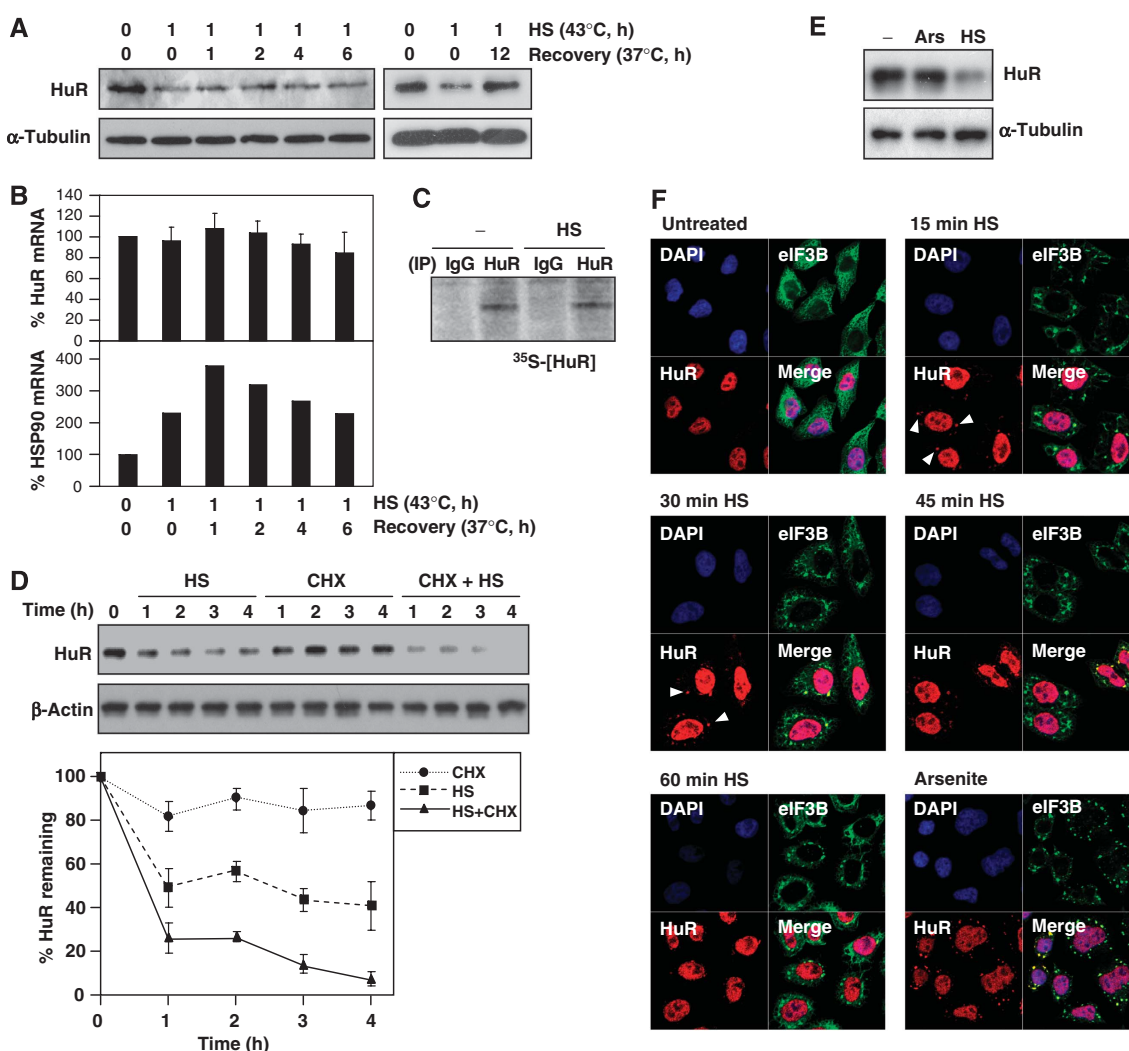 A
0 1 1 1 1 1 0 1 1 HS (43°C, h)
0 0 1 2 4 6 0 0 12 Recovery (37°C, h)
HuR
α-Tubulin
B
140
120
100
80
60
40
20
0
% HuR mRNA
400
300
200
100
0
% HSP90 mRNA
0 1 1 1 1 1 HS (43°C, h)
0 0 1 2 4 6 Recovery (37°C, h)
C
– HS
(IP) IgG HuR IgG HuR
35S-[HuR]
D
HS CHX CHX + HS
Time (h) 0 1 2 3 4 1 2 3 4 1 2 3 4
HuR
β-Actin
CHX
HS
HS+CHX
100
80
60
40
20
0
% HuR remaining
0 1 2 3 4
Time (h)
E
– Ars HS
HuR
α-Tubulin
F
Untreated
DAPI eIF3B
HuR Merge
15 min HS
DAPI eIF3B
HuR Merge
30 min HS
DAPI eIF3B
HuR Merge
45 min HS
DAPI eIF3B
HuR Merge
60 min HS
DAPI eIF3B
HuR Merge
Arsenite
DAPI eIF3B
HuR Merge